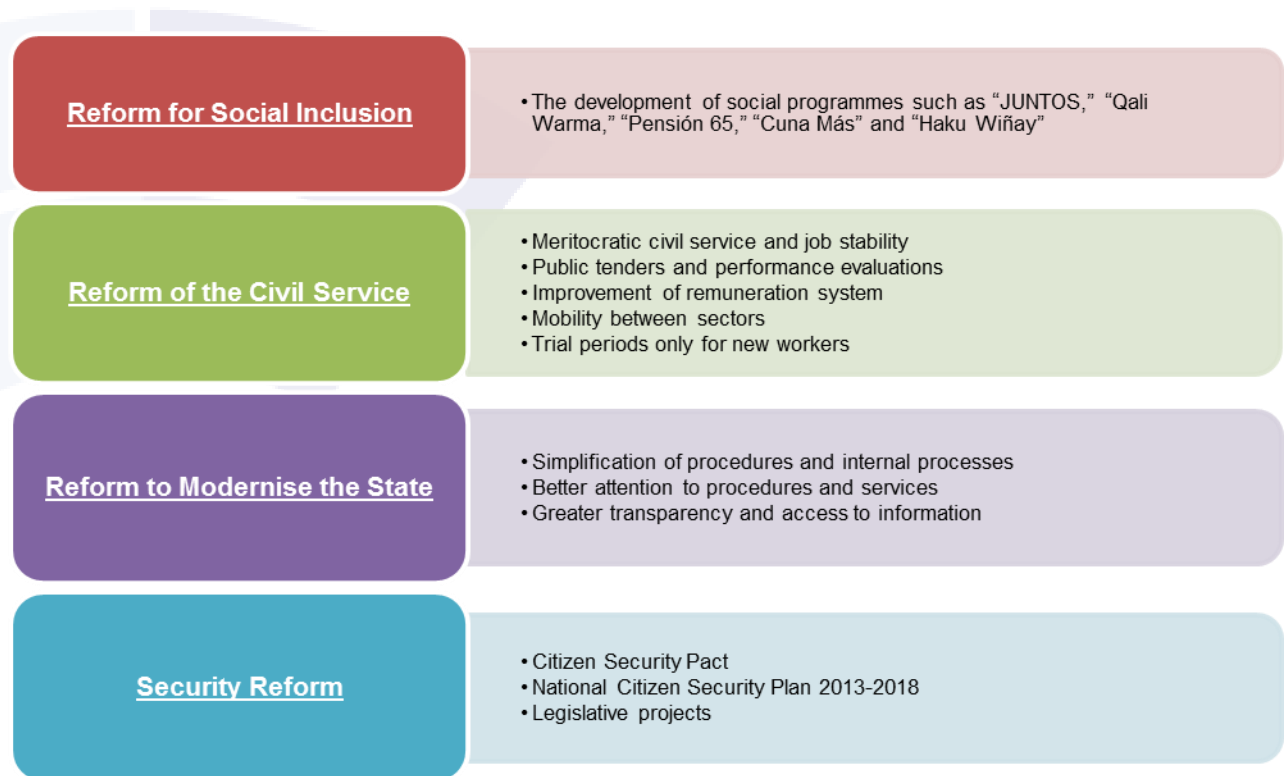 Reform for Social Inclusion
• The development of social programmes such as “JUNTOS,” “Qali
Warma,” “Pensión 65,” “Cuna Más” and “Haku Wiñay”
Reform of the Civil Service
• Meritocratic civil service and job stability
• Public tenders and performance evaluations
• Improvement of remuneration system
• Mobility between sectors
• Trial periods only for new workers
Reform to Modernise the State
• Simplification of procedures and internal processes
• Better attention to procedures and services
• Greater transparency and access to information
Security Reform
• Citizen Security Pact
• National Citizen Security Plan 2013-2018
• Legislative projects